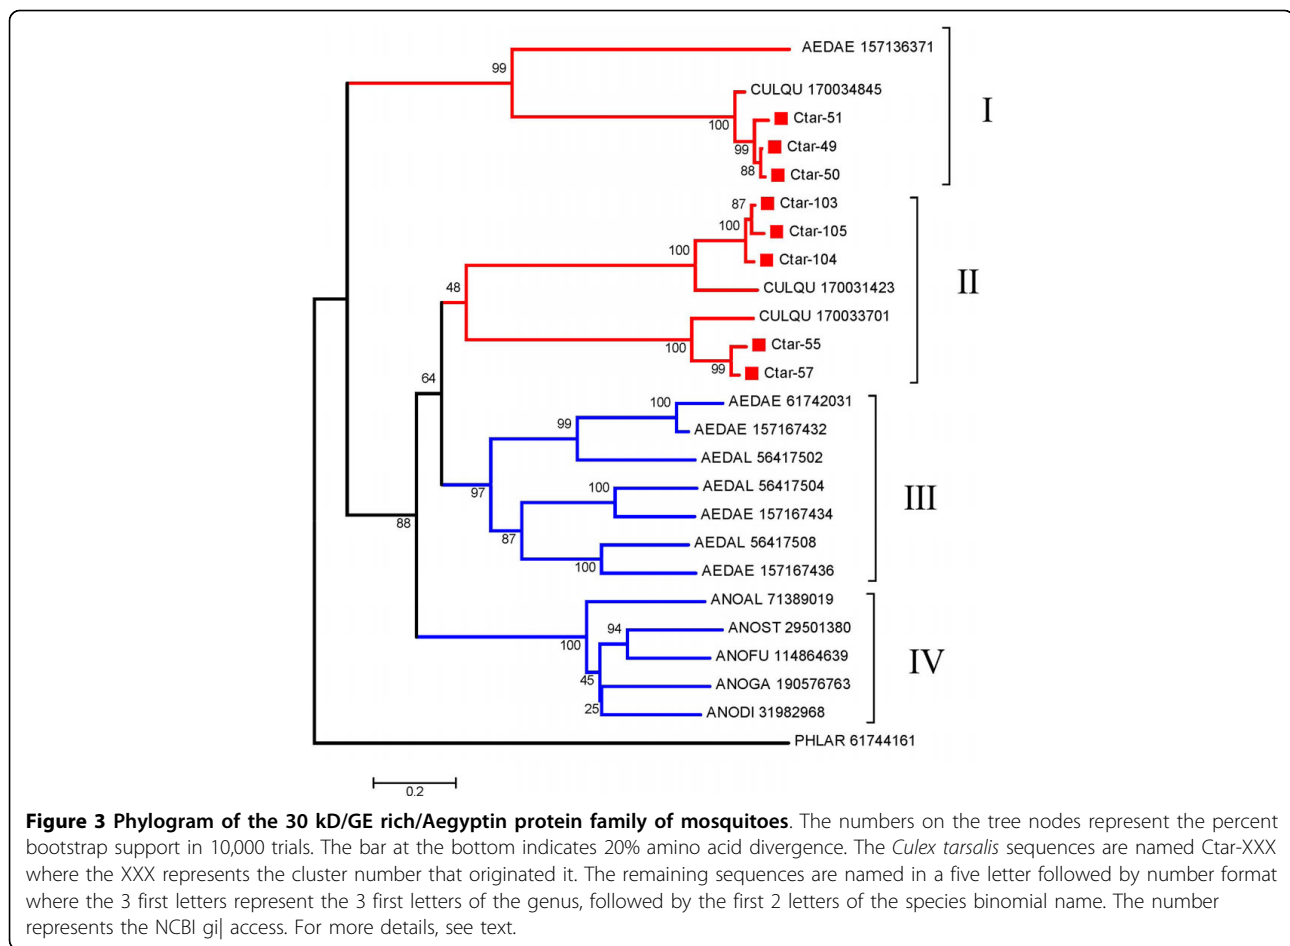 AEDAE 157136371
99
CULQU 170034845
I
Ctar-51
100
Ctar-49
99
88
Ctar-50
87
Ctar-103
100
Ctar-105
100
Ctar-104
48
CULQU 170031423
II
CULQU 170033701
100
Ctar-55
99
Ctar-57
64
100
AEDAE 61742031
99
AEDAE 157167432
AEDAL 56417502
97
100
AEDAL 56417504
III
AEDAE 157167434
88
87
AEDAL 56417508
100
AEDAE 157167436
ANOAL 71389019
94
ANOST 29501380
100
ANOFU 114864639
IV
45
ANOGA 190576763
25
ANODI 31982968
PHLAR 61744161
0.2
Figure 3 Phylogram of the 30 kD/GE rich/Aegyptin protein family of mosquitoes. The numbers on the tree nodes represent the percent
bootstrap support in 10,000 trials. The bar at the bottom indicates 20% amino acid divergence. The Culex tarsalis sequences are named Ctar-XXX
where the XXX represents the cluster number that originated it. The remaining sequences are named in a five letter followed by number format
where the 3 first letters represent the 3 first letters of the genus, followed by the first 2 letters of the species binomial name. The number
represents the NCBI gi| access. For more details, see text.